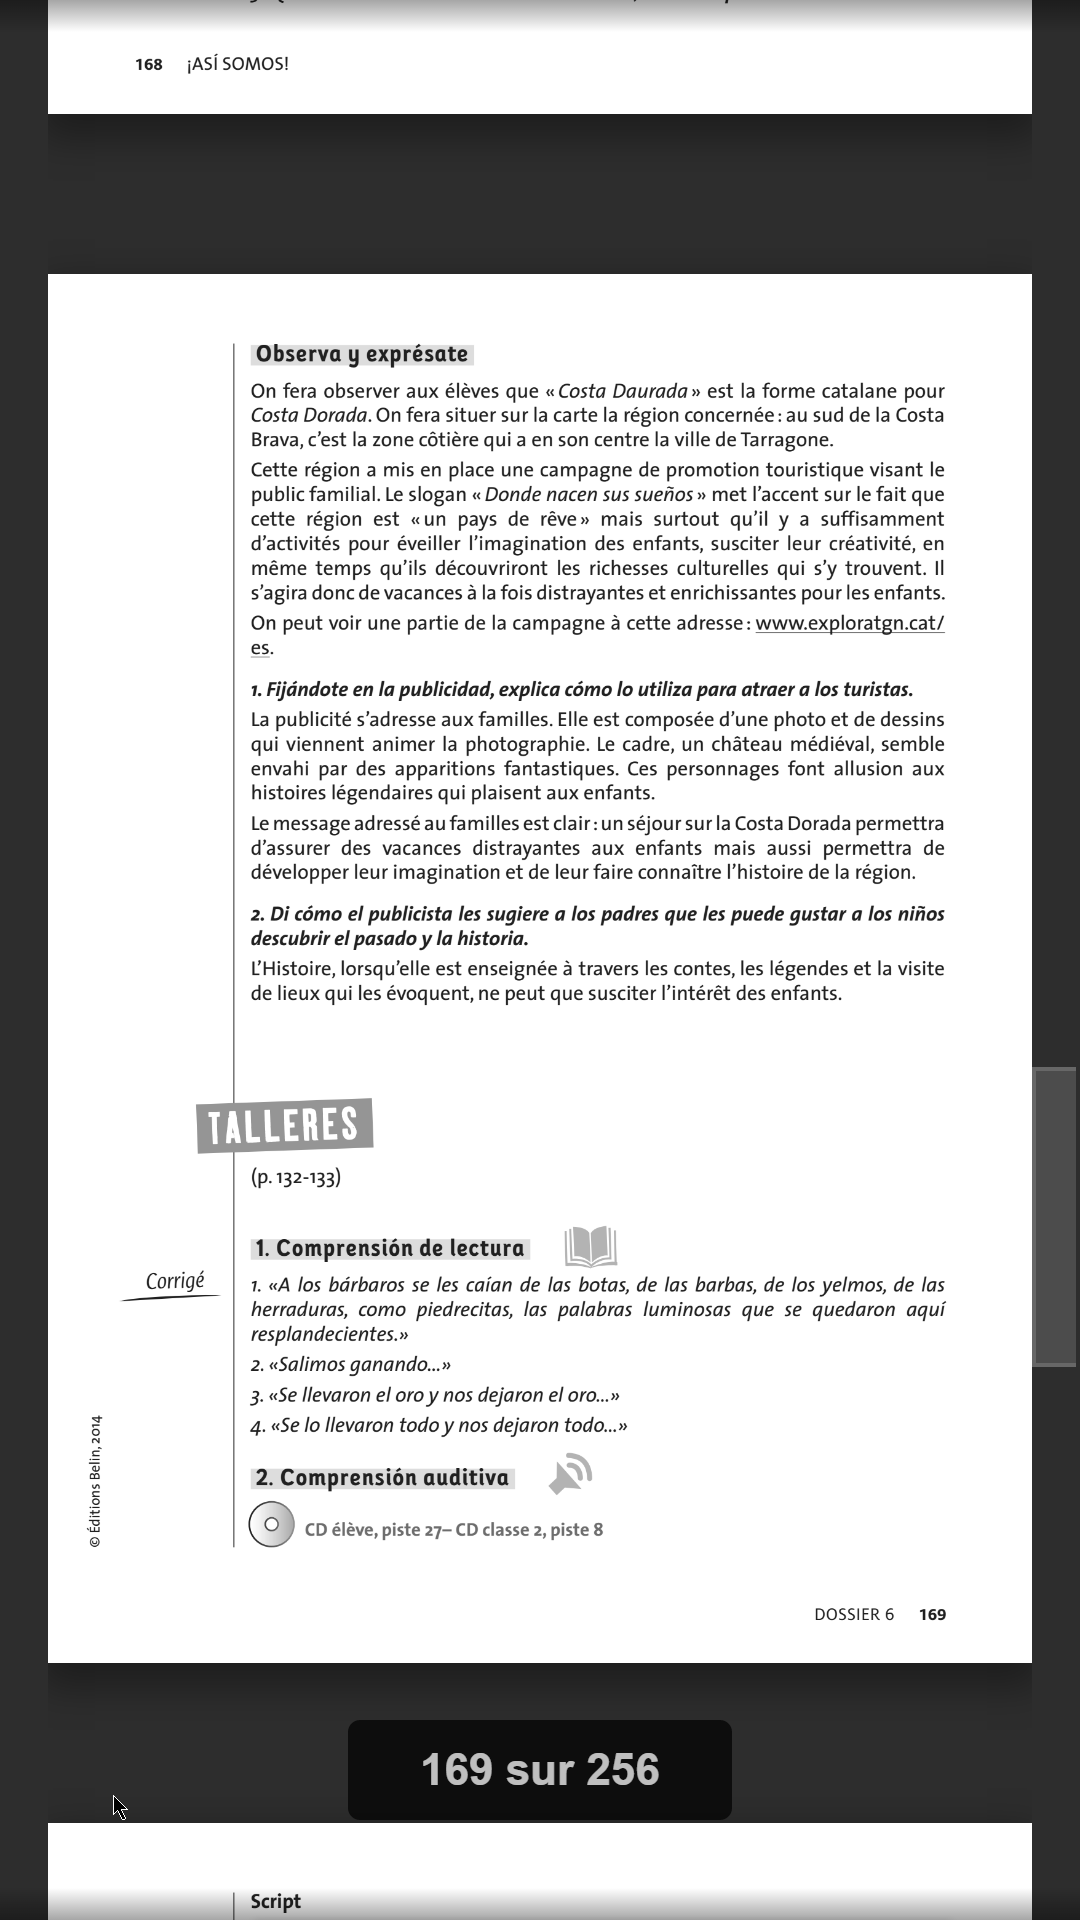 168 ¡ASÍ SOMOS!
Observa y exprésate
On fera observer aux élèves que « Costa Daurada » est la forme catalane pour
Costa Dorada. On fera situer sur la carte la région concernée : au sud de la Costa
Brava, c’est la zone côtière qui a en son centre la ville de Tarragone.
Cette région a mis en place une campagne de promotion touristique visant le
public familial. Le slogan « Donde nacen sus sueños » met l’accent sur le fait que
cette région est « un pays de rêve » mais surtout qu’il y a suffisamment
d’activités pour éveiller l’imagination des enfants, susciter leur créativité, en
même temps qu’ils découvriront les richesses culturelles qui s’y trouvent. Il
s’agira donc de vacances à la fois distrayantes et enrichissantes pour les enfants.
On peut voir une partie de la campagne à cette adresse : www.exploratgn.cat/
es.
1. Fijándote en la publicidad, explica cómo lo utiliza para atraer a los turistas.
La publicité s’adresse aux familles. Elle est composée d’une photo et de dessins
qui viennent animer la photographie. Le cadre, un château médiéval, semble
envahi par des apparitions fantastiques. Ces personnages font allusion aux
histoires légendaires qui plaisent aux enfants.
Le message adressé au familles est clair : un séjour sur la Costa Dorada permettra
d’assurer des vacances distrayantes aux enfants mais aussi permettra de
développer leur imagination et de leur faire connaître l’histoire de la région.
2. Di cómo el publicista les sugiere a los padres que les puede gustar a los niños
descubrir el pasado y la historia.
L’Histoire, lorsqu’elle est enseignée à travers les contes, les légendes et la visite
de lieux qui les évoquent, ne peut que susciter l’intérêt des enfants.
TALLERES
(p. 132-133)
1. Comprensión de lectura
Corrigé
1. «A los bárbaros se les caían de las botas, de las barbas, de los yelmos, de las
herraduras, como piedrecitas, las palabras luminosas que se quedaron aquí
resplandecientes.»
2. «Salimos ganando...»
3. «Se llevaron el oro y nos dejaron el oro...»
4. «Se lo llevaron todo y nos dejaron todo...»
2. Comprensión auditiva
CD élève, piste 27– CD classe 2, piste 8
© Éditions Belin, 2014
DOSSIER 6 169
169 sur 256
Script